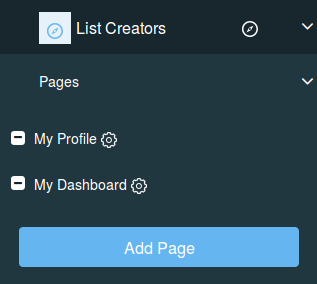 List Creators
Pages
My Profile
My Dashboard
Add Page